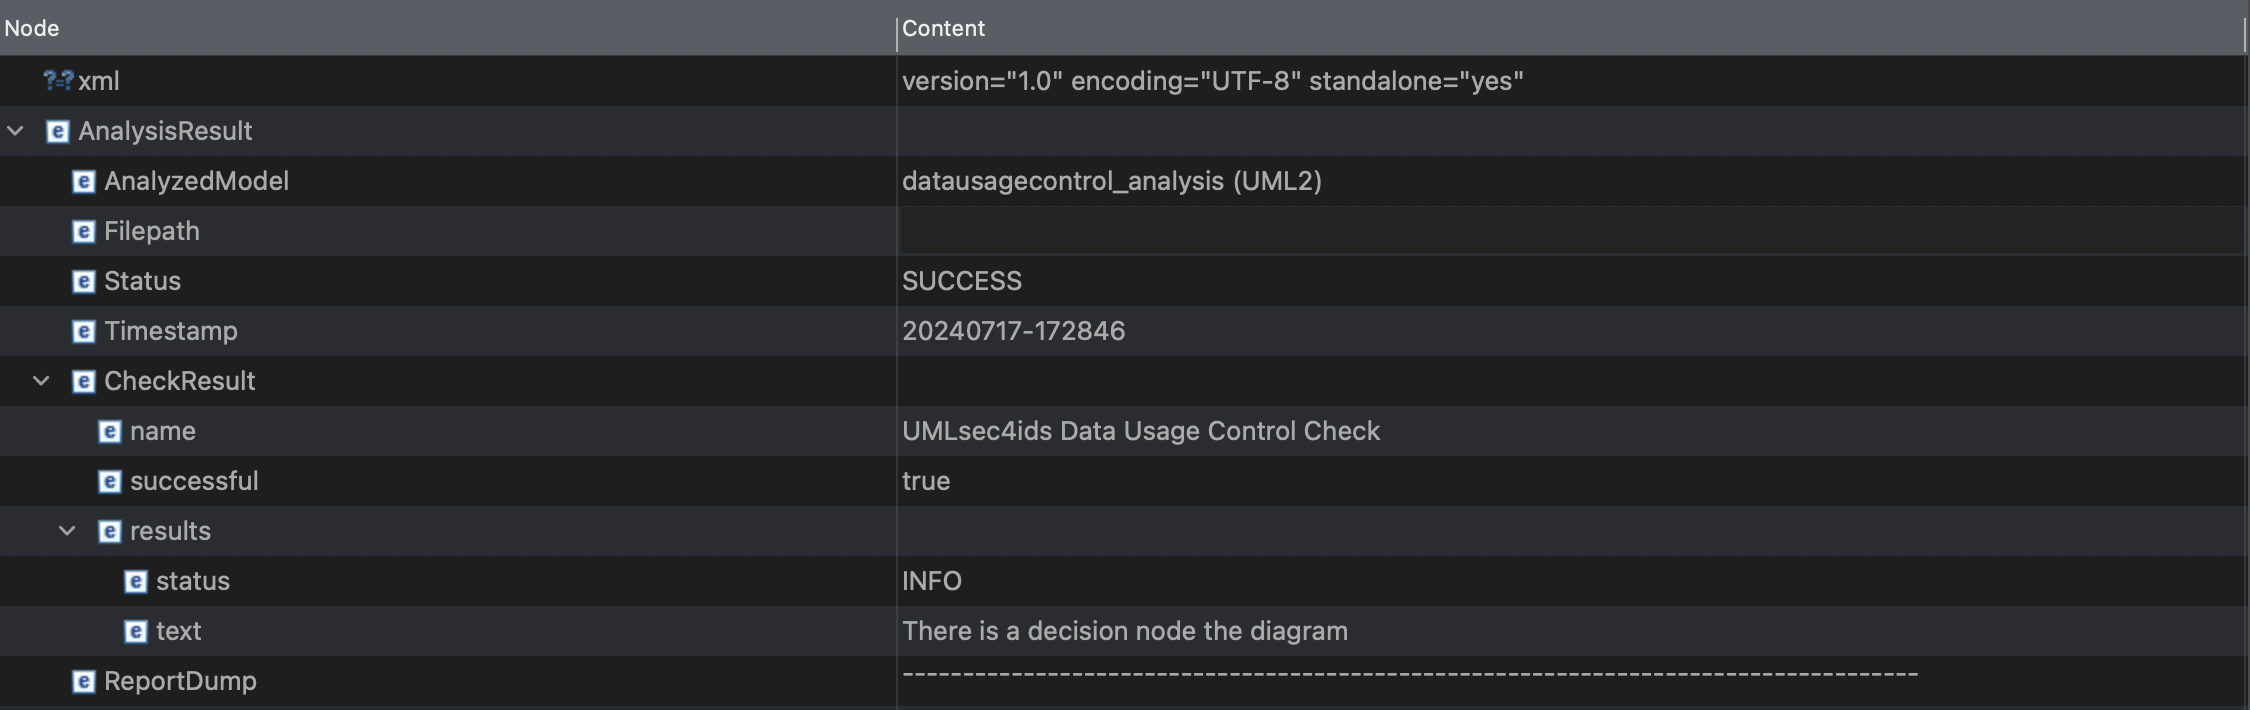 Node Content
xml version="1.0" encoding="UTF-8" standalone="yes"
AnalysisResult
AnalyzedModel datausagecontrol_analysis (UML2)
Filepath
Status SUCCESS
Timestamp 20240717-172846
CheckResult
name UMLsec4ids Data Usage Control Check
successful true
results
status INFO
text There is a decision node the diagram
ReportDump -------------------------------------------------------------------------------------